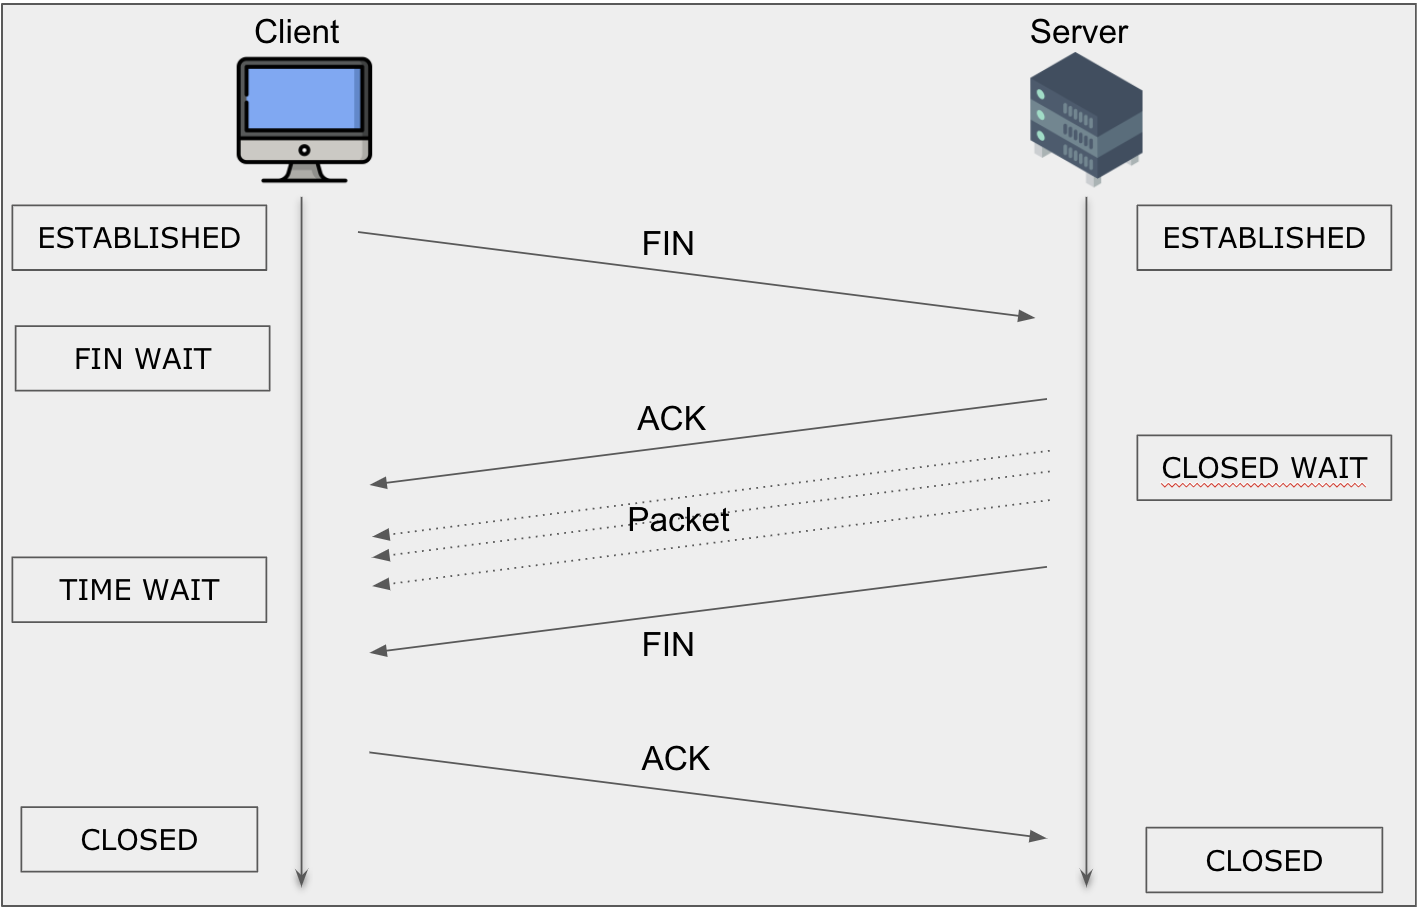 Client
Server
ESTABLISHED
FIN
ESTABLISHED
FIN WAIT
ACK
CLOSED WAIT
Packet
TIME WAIT
FIN
ACK
CLOSED
CLOSED